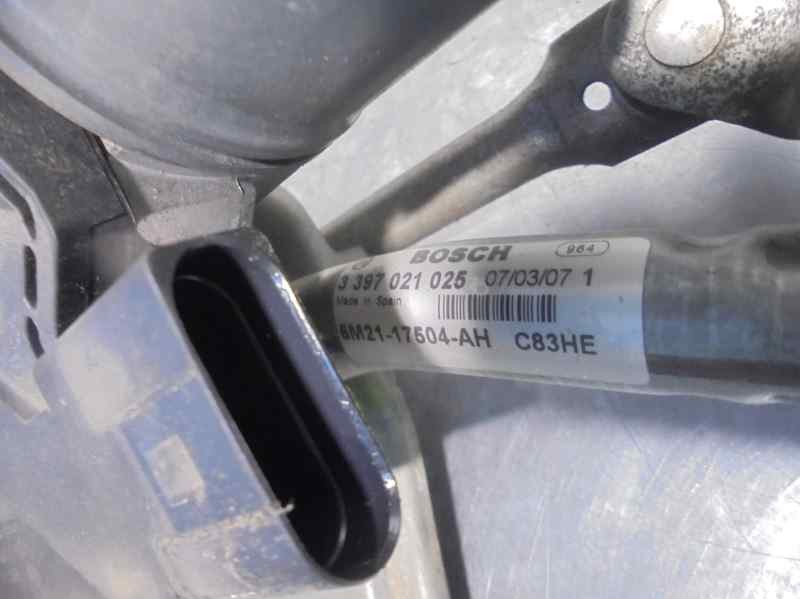 BOSCH 964
3 397 021 025 07/03/07 1
Made in Spain
6M21-17504-AH C83HE